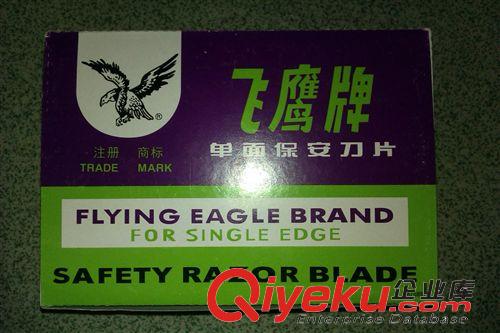 飞鹰牌
®
注册 商标
TRADE MARK
单面保安刀片
FLYING EAGLE BRAND
FOR SINGLE EDGE
SAFETY RAZOR BLADE
Qiyeku.com 企业库
Enterprise Database